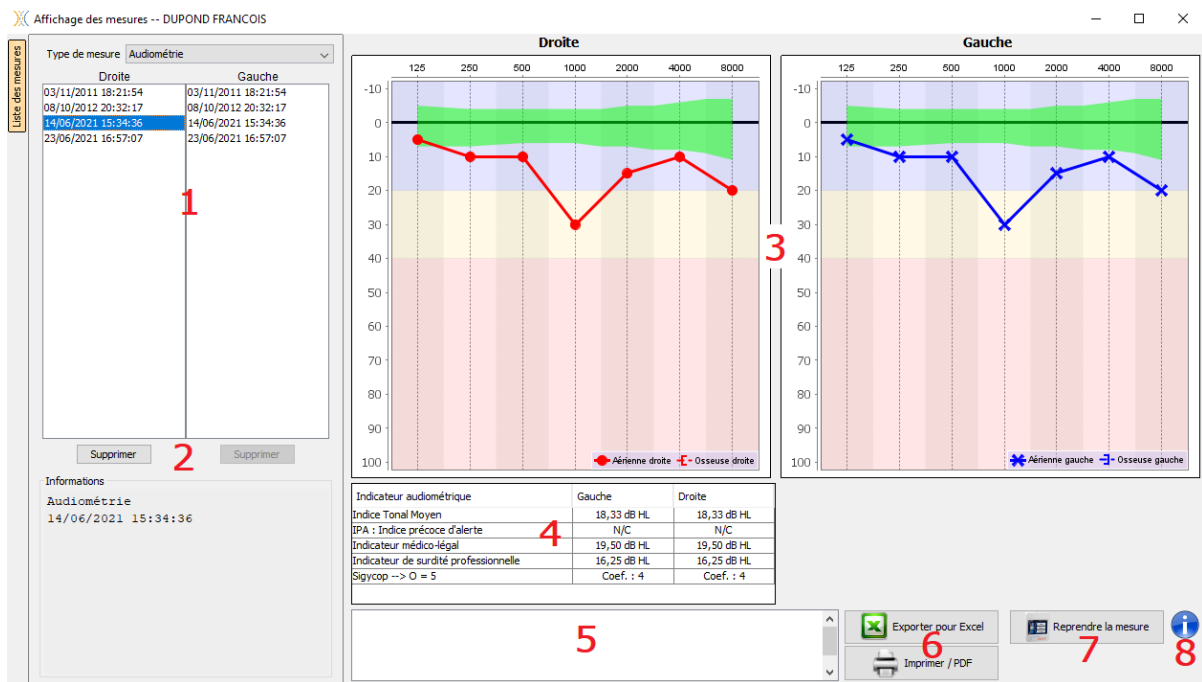 Affichage des mesures -- DUPOND FRANCOIS
Liste des mesures
Type de mesure Audiométrie
Droite Gauche
03/11/2011 18:21:54 03/11/2011 18:21:54
08/10/2012 20:32:17 08/10/2012 20:32:17
14/06/2021 15:34:36 14/06/2021 15:34:36
23/06/2021 16:57:07 23/06/2021 16:57:07
1
Supprimer 2 Supprimer
Informations
Audiométrie
14/06/2021 15:34:36
Droite
125 250 500 1000 2000 4000 8000
-10
0
10
20
30
40
50
60
70
80
90
100
Aérienne droite Osseuse droite
3
Gauche
125 250 500 1000 2000 4000 8000
-10
0
10
20
30
40
50
60
70
80
90
100
Aérienne gauche Osseuse gauche
Indicateur audiométrique Gauche Droite
Indice Tonal Moyen 18,33 dB HL 18,33 dB HL
IPA : Indice précoce d'alerte N/C N/C
Indicateur médico-légal 19,50 dB HL 19,50 dB HL
Indicateur de surdité professionnelle 16,25 dB HL 16,25 dB HL
Sigycop --> O = 5 Coef. : 4 Coef. : 4
4
5
Exporter pour Excel
6
Imprimer / PDF
Reprendre la mesure
7
i
8